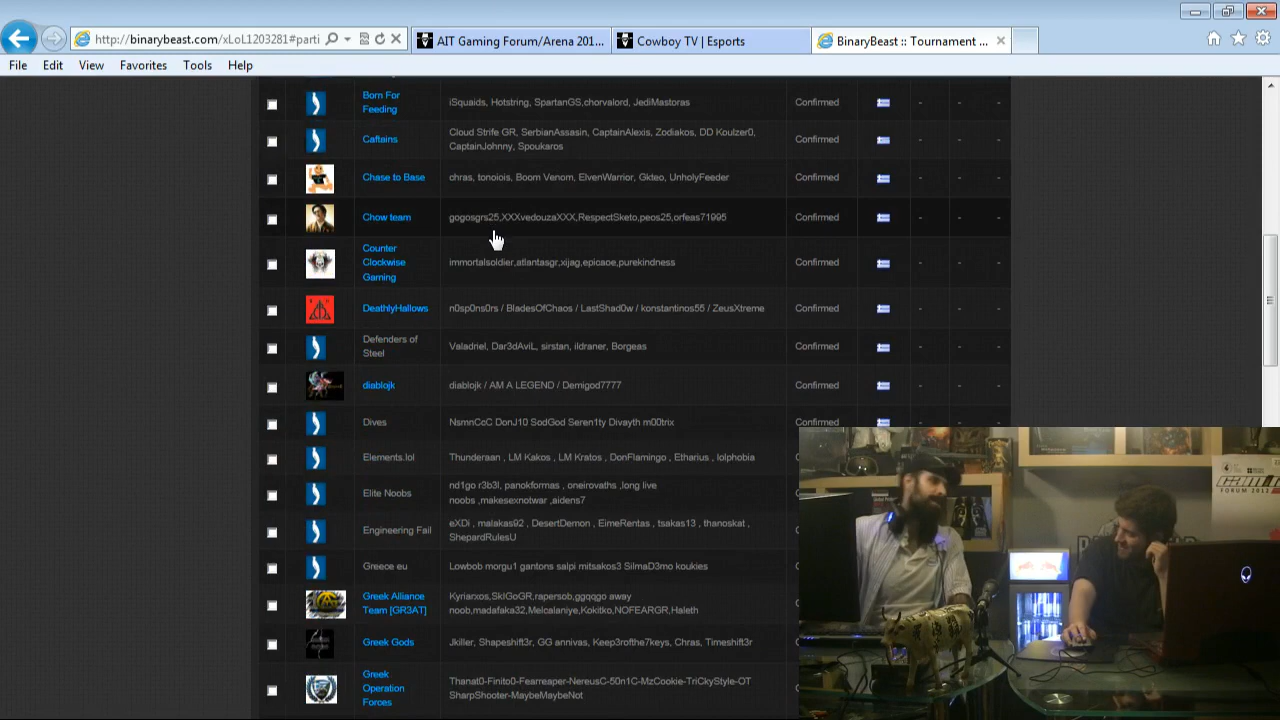 http://binarybeast.com/xLoL1203281#parti
AIT Gaming Forum/Arena 201...
Cowboy TV | Esports
BinaryBeast :: Tournament ...
File Edit View Favorites Tools Help
Born For
Feeding
iSquaids, Hotstring, SpartanGS,chorvalord, JediMastoras
Confirmed
- - -
Caftains
Cloud Strife GR, SerbianAssasin, CaptainAlexis, Zodiakos, DD Koulzer0,
CaptainJohnny, Spoukaros
Confirmed
- - -
Chase to Base
chras, tonoiois, Boom Venom, ElvenWarrior, Gkteo, UnholyFeeder
Confirmed
- - -
Chow team
gogosgrs25,XXXvedouzaXXX,RespectSketo,peos25,orfeas71995
Confirmed
- - -
Counter
Clockwise
Gaming
immortalsoldier,atlantasgr,xijag,epicaoe,purekindness
Confirmed
- - -
DeathlyHallows
n0sp0ns0rs / BladesOfChaos / LastShad0w / konstantinos55 / ZeusXtreme
Confirmed
- - -
Defenders of
Steel
Valadriel, Dar3dAviL, sirstan, ildraner, Borgeas
Confirmed
- - -
diablojk
diablojk / AM A LEGEND / Demigod7777
Confirmed
- - -
Dives
NsmnCcC DonJ10 SodGod Seren1ty Divayth m00trix
Confirmed
- - -
Elements.lol
Thunderaan , LM Kakos , LM Kratos , DonFlamingo , Etharius , lolphobia
Elite Noobs
nd1go r3b3l, panokformas , oneirovaths ,long live
noobs ,makesexnotwar ,aidens7
Engineering Fail
eXDi , malakas92 , DesertDemon , EimeRentas , tsakas13 , thanoskat ,
ShepardRulesU
Greece eu
Lowbob morgu1 gantons salpi mitsakos3 SilmaD3mo koukies
Greek Alliance
Team [GR3AT]
Kyrianxos,SkIGoGR,rapersob,ggqqgo away
noob,madafaka32,Melcalaniye,Kokitko,NOFEARGR,Haleth
Greek Gods
Jkiller, Shapeshift3r, GG annivas, Keep3rofthe7keys, Chras, Timeshift3r
Greek
Operation
Forces
Thanat0-Finito0-Fearreaper-NereusC-50n1C-MzCookie-TriCkyStyle-OT
SharpShooter-MaybeMaybeNot
FORUM 2011